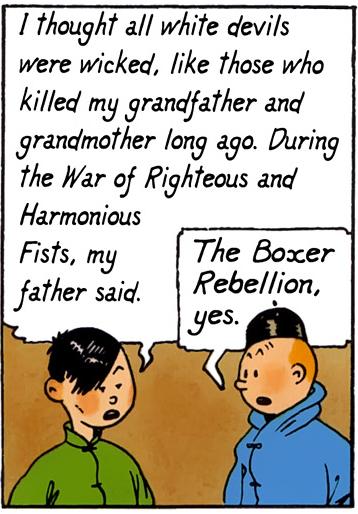 I thought all white devils
were wicked, like those who
killed my grandfather and
grandmother long ago. During
the War of Righteous and
Harmonious
Fists, my
father said.
The Boxer
Rebellion,
yes.